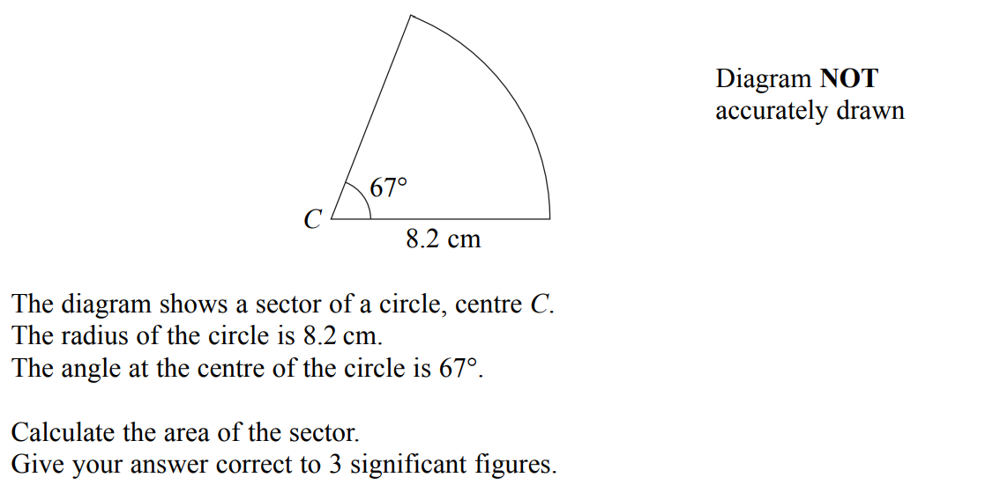 Diagram NOT
accurately drawn
67°
C
8.2 cm
The diagram shows a sector of a circle, centre C.
The radius of the circle is 8.2 cm.
The angle at the centre of the circle is 67°.
Calculate the area of the sector.
Give your answer correct to 3 significant figures.